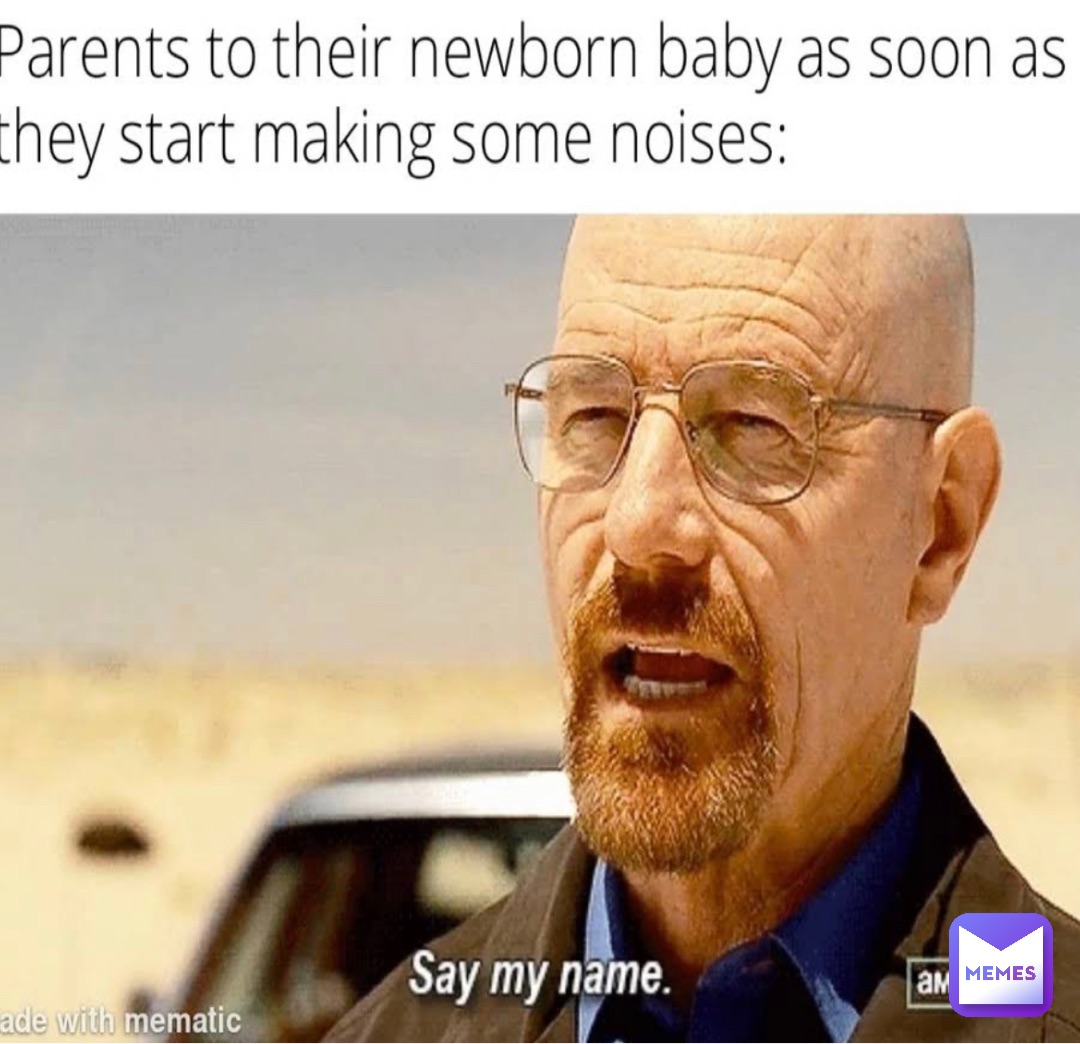 Parents to their newborn baby as soon as
they start making some noises:
Say my name.
am
MEMES
ade with mematic